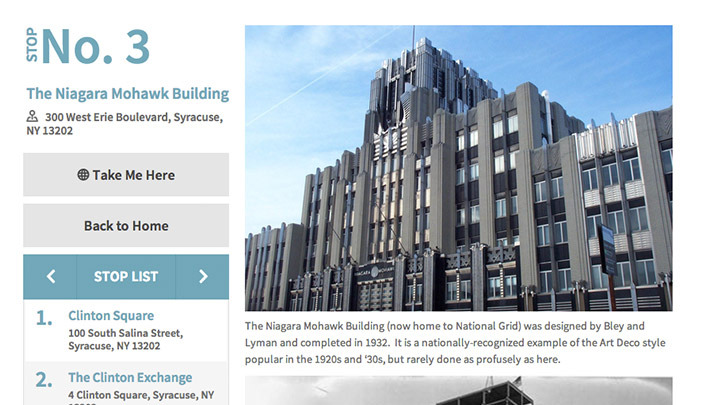 STOP No. 3
The Niagara Mohawk Building
300 West Erie Boulevard, Syracuse,
NY 13202
Take Me Here
Back to Home
STOP LIST
1. Clinton Square
100 South Salina Street,
Syracuse, NY 13202
2. The Clinton Exchange
4 Clinton Square, Syracuse, NY
NIAGARA MOHAWK
The Niagara Mohawk Building (now home to National Grid) was designed by Bley and
Lyman and completed in 1932. It is a nationally-recognized example of the Art Deco style
popular in the 1920s and '30s, but rarely done as profusely as here.